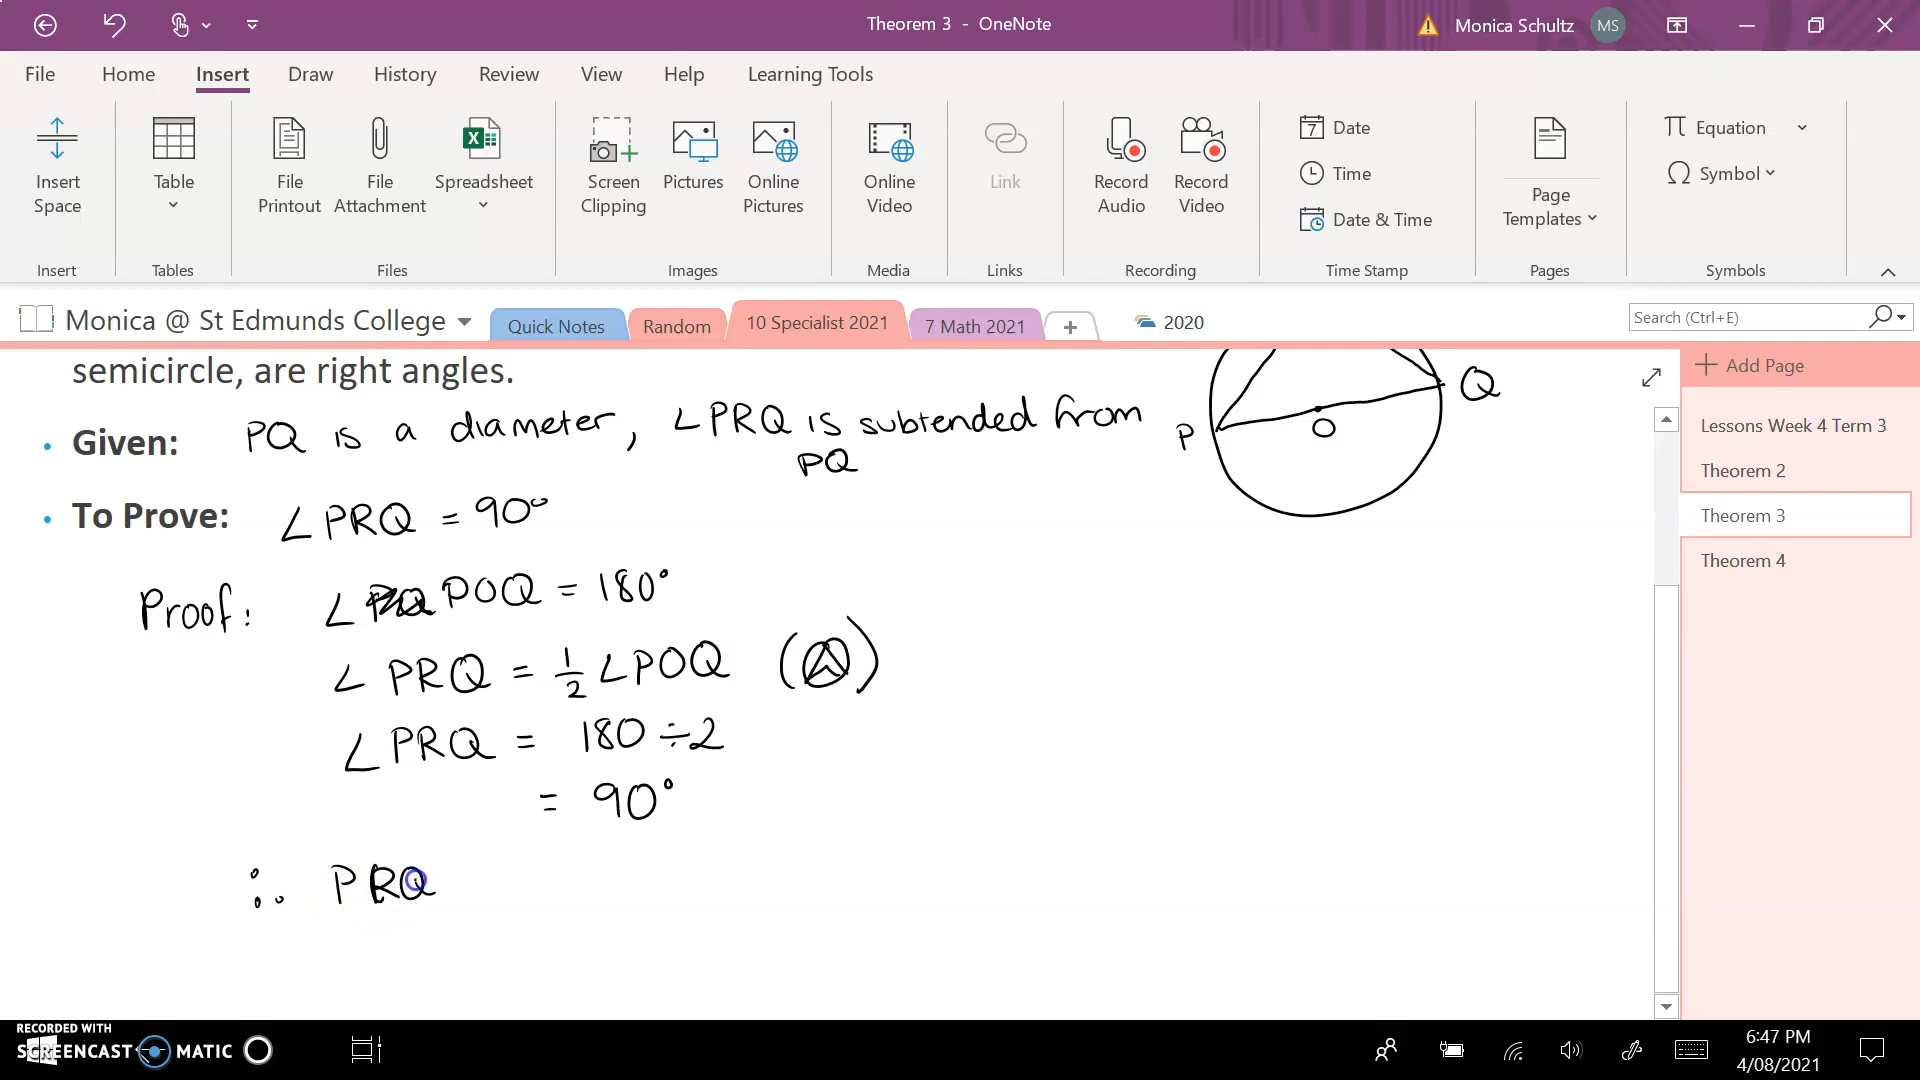 Theorem 3 - OneNote
Monica Schultz MS
File Home Insert Draw History Review View Help Learning Tools
Insert Space
Table
File Printout
File Attachment
Spreadsheet
Screen Clipping
Pictures
Online Pictures
Online Video
Link
Record Audio
Record Video
Date
Time
Date & Time
Page Templates
Equation
Symbol
Insert Tables Files Images Media Links Recording Time Stamp Pages Symbols
Monica @ St Edmunds College Quick Notes Random 10 Specialist 2021 7 Math 2021 + 2020
Search (Ctrl+E)
Add Page
Lessons Week 4 Term 3
Theorem 2
Theorem 3
Theorem 4
semicircle, are right angles.
• Given: PQ is a diameter, ∠PRQ is subtended from
PQ
P O Q
• To Prove: ∠PRQ = 90°
Proof: ∠POQ = 180°
∠PRQ = 1/2 ∠POQ
∠PRQ = 180 ÷ 2
= 90°
∴ PRQ
RECORDED WITH
SCREENCAST MATIC
6:47 PM
4/08/2021